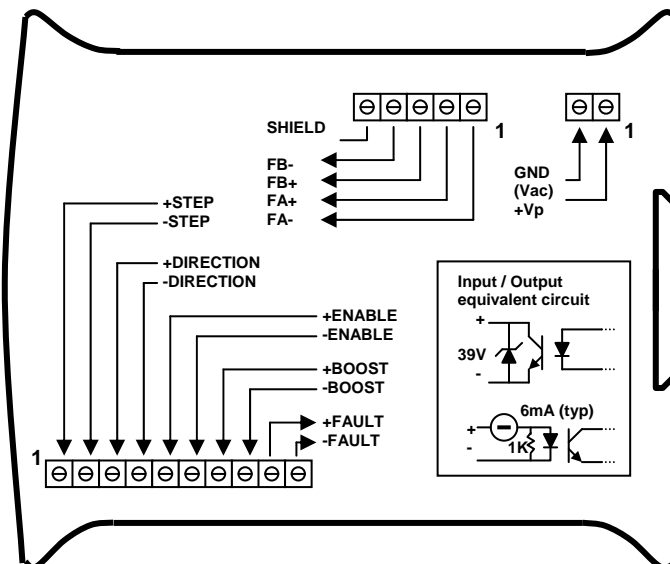 1
1
SHIELD
FB-
FB+
FA+
FA-
GND
(Vac)
+Vp
+STEP
-STEP
+DIRECTION
-DIRECTION
+ENABLE
-ENABLE
+BOOST
-BOOST
+FAULT
-FAULT
1
Input / Output
equivalent circuit
+
39V
-
6mA (typ)
+
1K
-